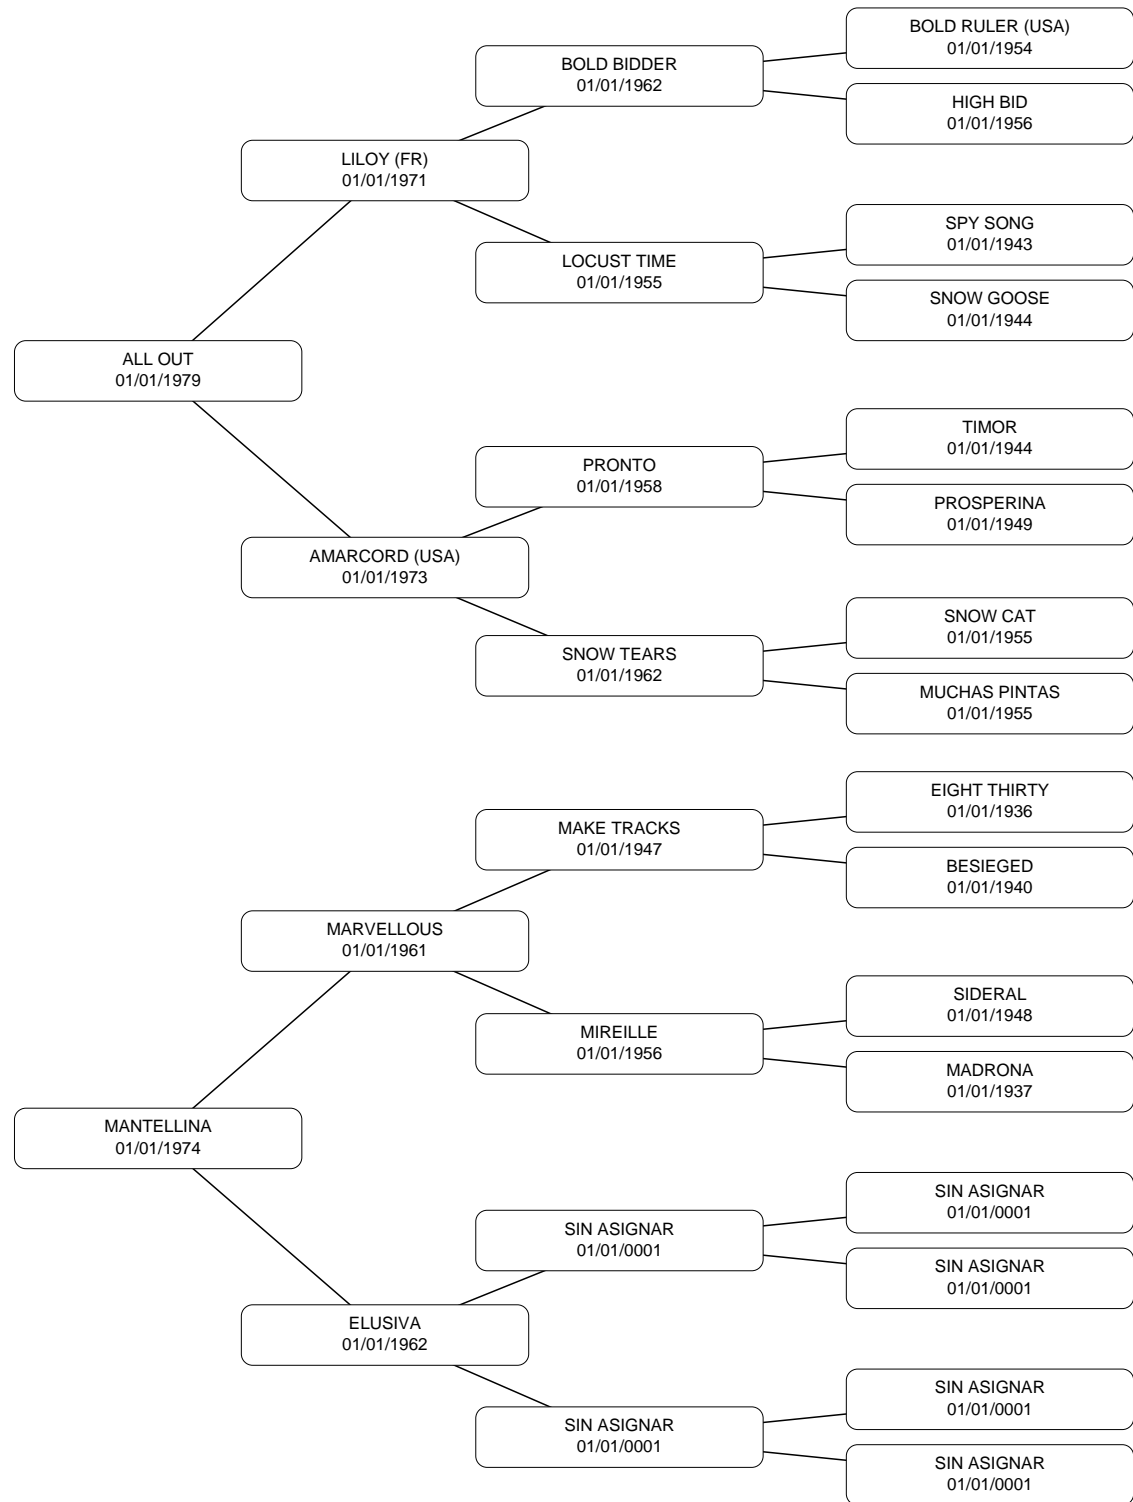 BOLD RULER (USA)
01/01/1954
BOLD BIDDER
01/01/1962
HIGH BID
01/01/1956
LILOY (FR)
01/01/1971
SPY SONG
01/01/1943
LOCUST TIME
01/01/1955
SNOW GOOSE
01/01/1944
ALL OUT
01/01/1979
TIMOR
01/01/1944
PRONTO
01/01/1958
PROSPERINA
01/01/1949
AMARCORD (USA)
01/01/1973
SNOW CAT
01/01/1955
SNOW TEARS
01/01/1962
MUCHAS PINTAS
01/01/1955
EIGHT THIRTY
01/01/1936
MAKE TRACKS
01/01/1947
BESIEGED
01/01/1940
MARVELLOUS
01/01/1961
SIDERAL
01/01/1948
MIREILLE
01/01/1956
MADRONA
01/01/1937
MANTELLINA
01/01/1974
SIN ASIGNAR
01/01/0001
SIN ASIGNAR
01/01/0001
SIN ASIGNAR
01/01/0001
ELUSIVA
01/01/1962
SIN ASIGNAR
01/01/0001
SIN ASIGNAR
01/01/0001
SIN ASIGNAR
01/01/0001